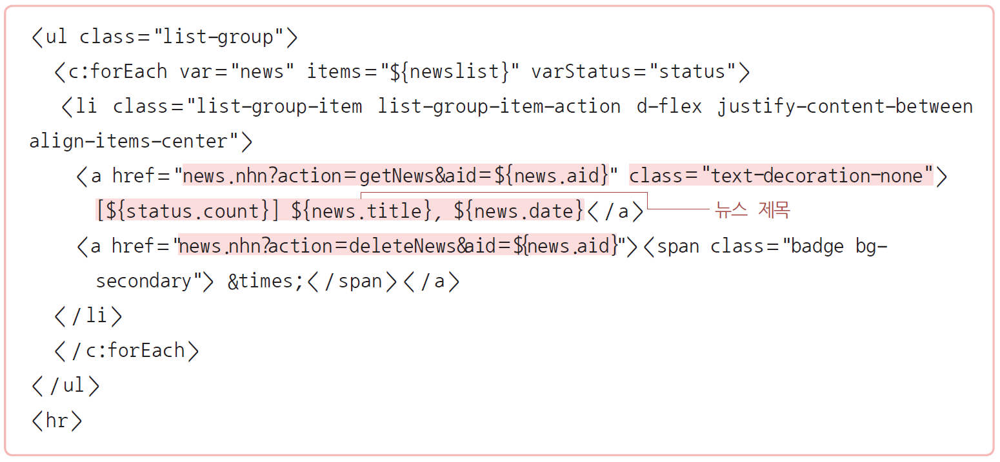 <ul class="list-group">
<c:forEach var="news" items="${newslist}" varStatus="status">
<li class="list-group-item list-group-item-action d-flex justify-content-between
align-items-center">
<a href="news.nhn?action=getNews&aid=${news.aid}" class="text-decoration-none">
[${status.count}] ${news.title}, ${news.date}</a> 뉴스 제목
<a href="news.nhn?action=deleteNews&aid=${news.aid}"><span class="badge bg-
secondary"> &times;</span></a>
</li>
</c:forEach>
</ul>
<hr>